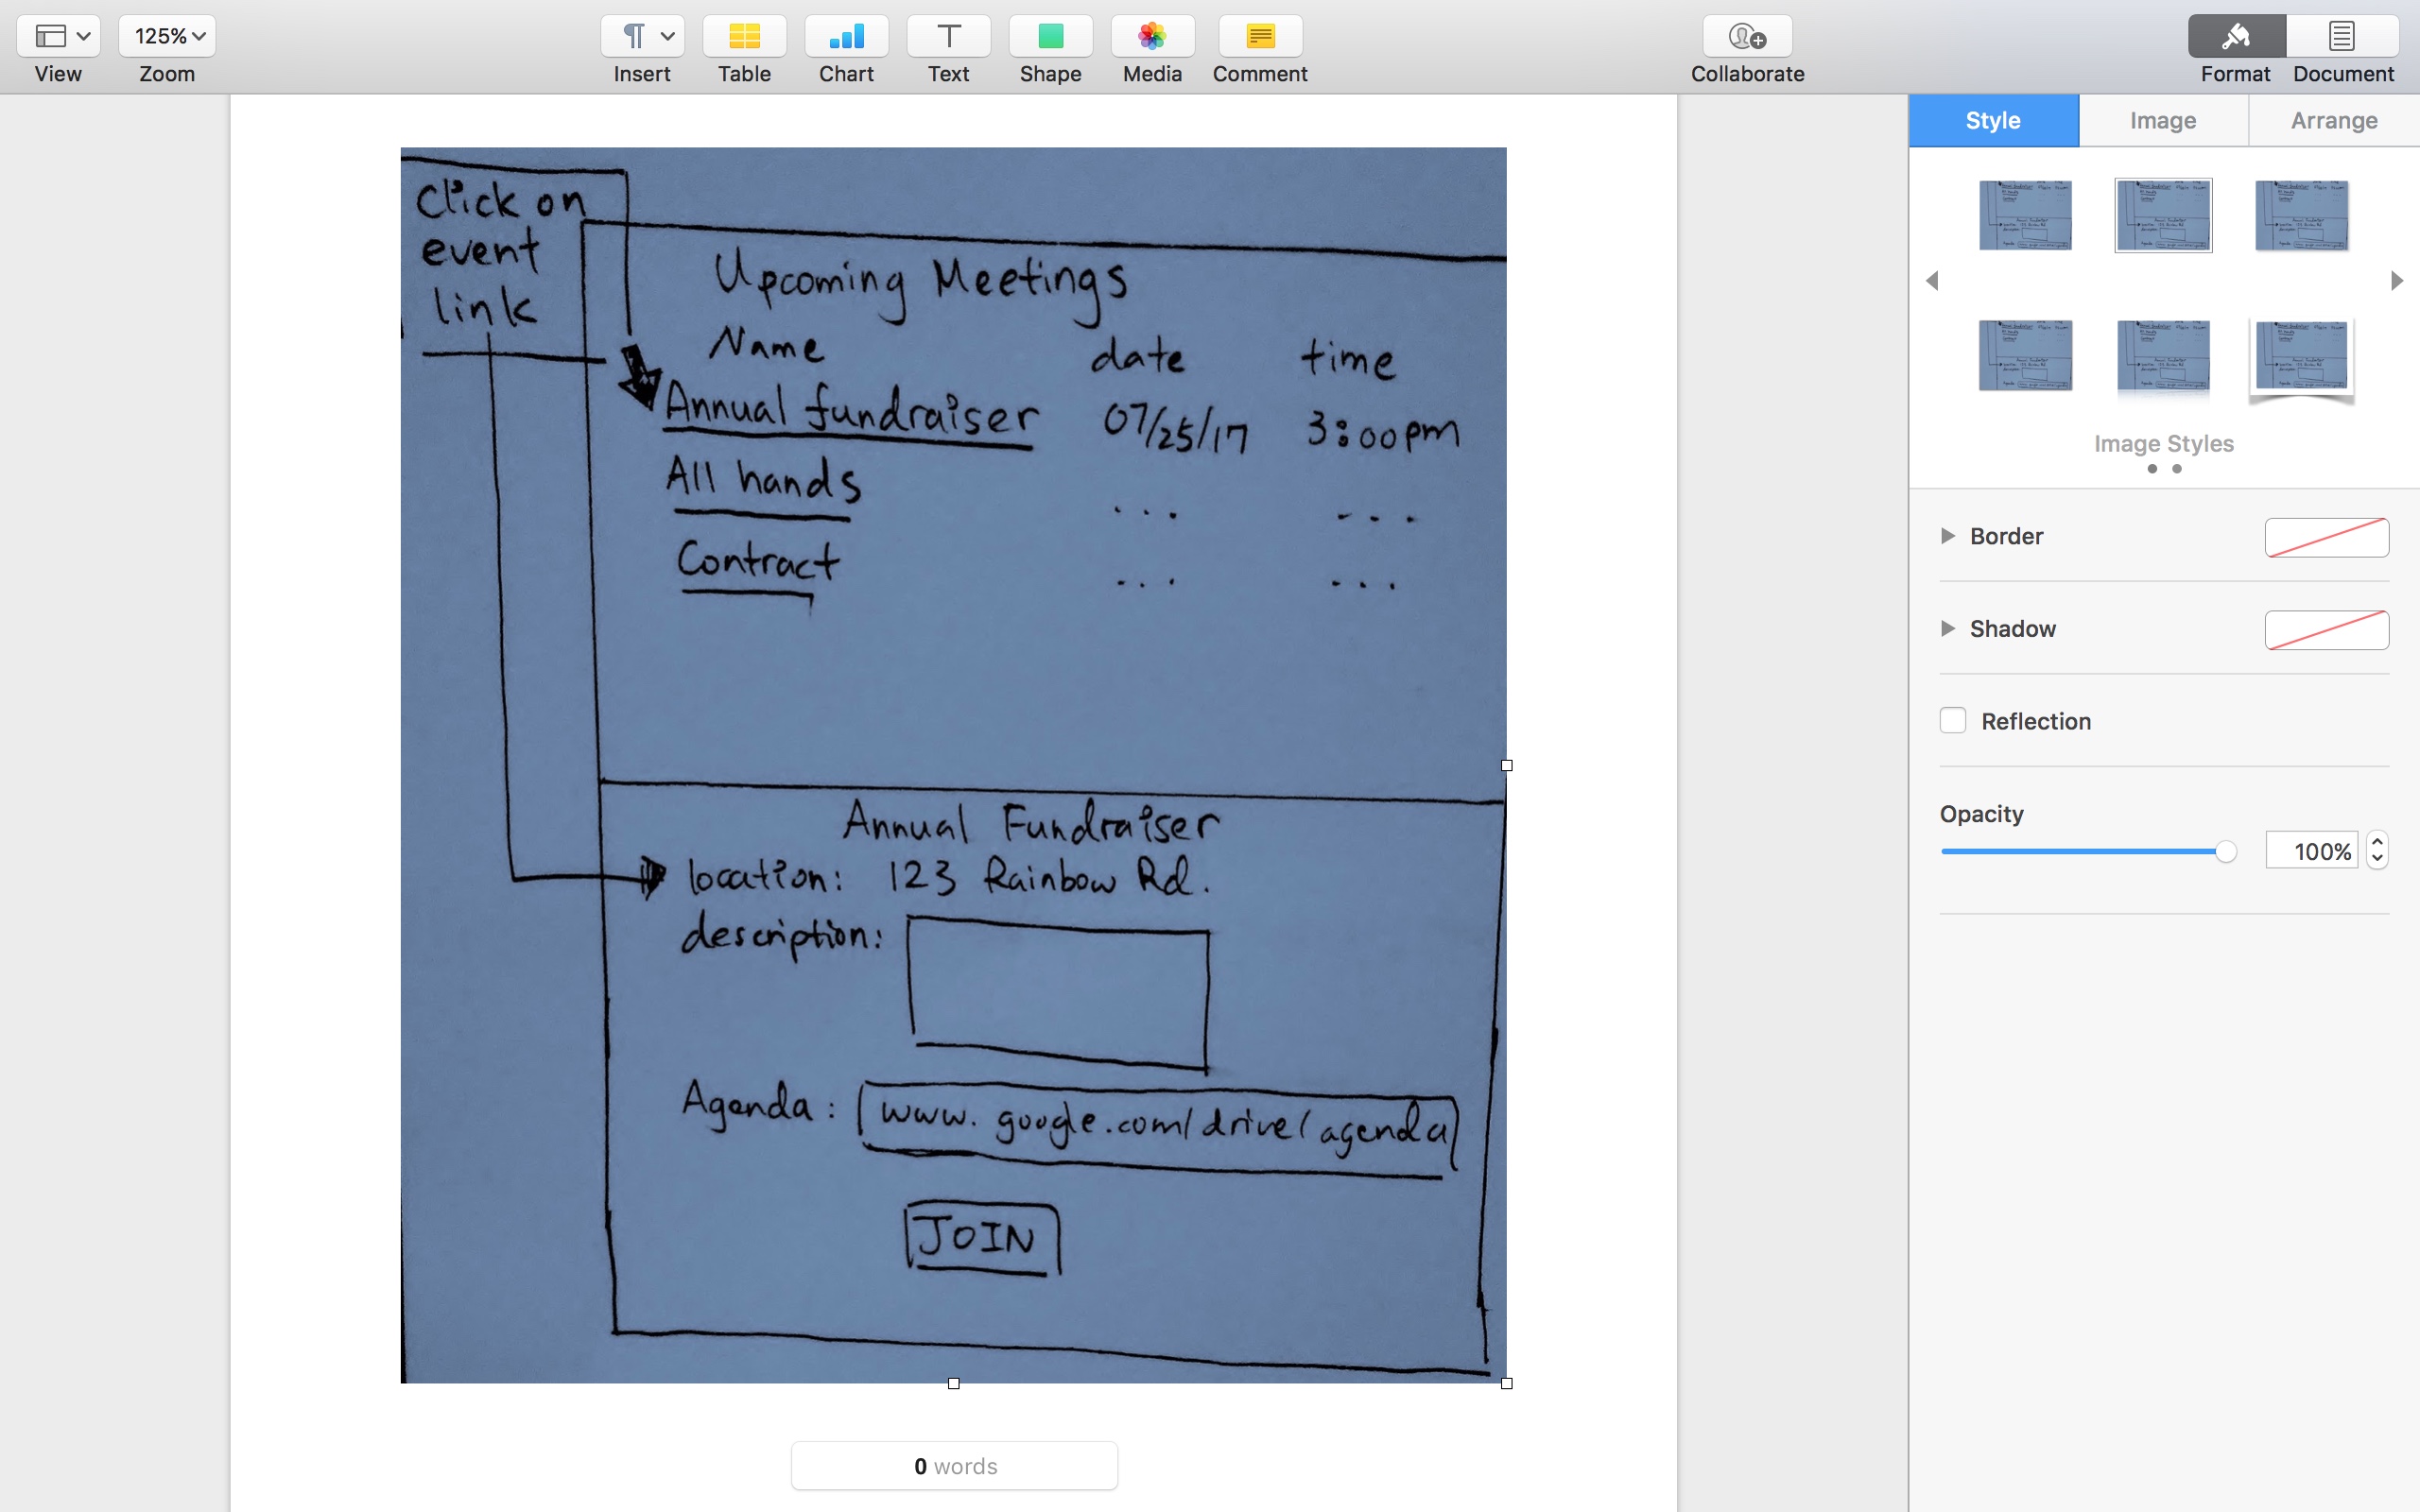 125%
View
Zoom
Insert
Table
Chart
Text
Shape
Media
Comment
Collaborate
Format
Document
Click on
event
link
Upcoming Meetings
Name date time
Annual fundraiser 07/25/17 3:00pm
All hands ... ...
Contract ... ...
Annual Fundraiser
location: 123 Rainbow Rd.
description:
Agenda: www.google.com/drive/agenda
JOIN
0 words
Style Image Arrange
Image Styles
Border
Shadow
Reflection
Opacity
100%